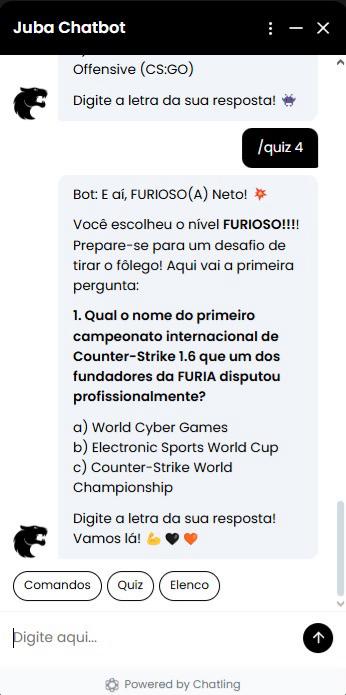 Juba Chatbot
Offensive (CS:GO)
Digite a letra da sua resposta! 👾
/quiz 4
Bot: E aí, FURIOSO(A) Neto! 💥
Você escolheu o nível FURIOSO!!!!
Prepare-se para um desafio de
tirar o fôlego! Aqui vai a primeira
pergunta:
1. Qual o nome do primeiro
campeonato internacional de
Counter-Strike 1.6 que um dos
fundadores da FURIA disputou
profissionalmente?
a) World Cyber Games
b) Electronic Sports World Cup
c) Counter-Strike World
Championship
Digite a letra da sua resposta!
Vamos lá! 💪🖤🧡
Comandos
Quiz
Elenco
Digite aqui...
Powered by Chatling